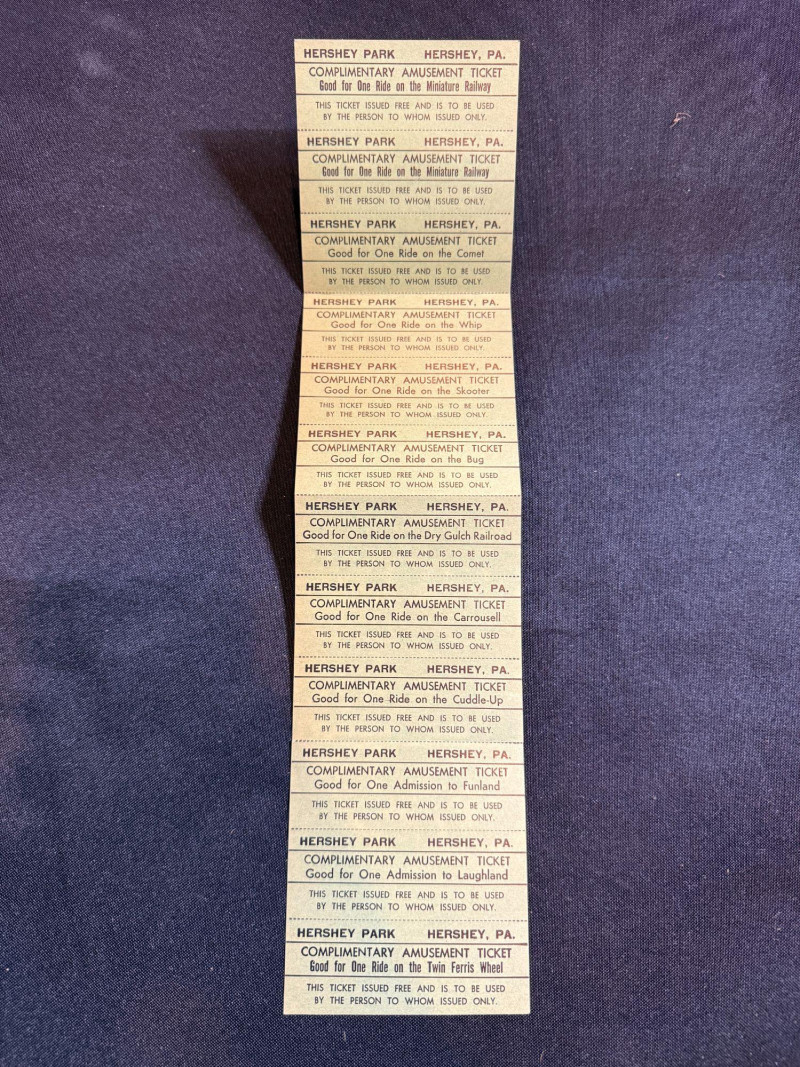 HERSHEY PARK HERSHEY, PA.
COMPLIMENTARY AMUSEMENT TICKET
Good for One Ride on the Miniature Railway
THIS TICKET ISSUED FREE AND IS TO BE USED
BY THE PERSON TO WHOM ISSUED ONLY.
HERSHEY PARK HERSHEY, PA.
COMPLIMENTARY AMUSEMENT TICKET
Good for One Ride on the Miniature Railway
THIS TICKET ISSUED FREE AND IS TO BE USED
BY THE PERSON TO WHOM ISSUED ONLY.
HERSHEY PARK HERSHEY, PA.
COMPLIMENTARY AMUSEMENT TICKET
Good for One Ride on the Comet
THIS TICKET ISSUED FREE AND IS TO BE USED
BY THE PERSON TO WHOM ISSUED ONLY.
HERSHEY PARK HERSHEY, PA.
COMPLIMENTARY AMUSEMENT TICKET
Good for One Ride on the Whip
THIS TICKET ISSUED FREE AND IS TO BE USED
BY THE PERSON TO WHOM ISSUED ONLY.
HERSHEY PARK HERSHEY, PA.
COMPLIMENTARY AMUSEMENT TICKET
Good for One Ride on the Skooter
THIS TICKET ISSUED FREE AND IS TO BE USED
BY THE PERSON TO WHOM ISSUED ONLY.
HERSHEY PARK HERSHEY, PA.
COMPLIMENTARY AMUSEMENT TICKET
Good for One Ride on the Bug
THIS TICKET ISSUED FREE AND IS TO BE USED
BY THE PERSON TO WHOM ISSUED ONLY.
HERSHEY PARK HERSHEY, PA.
COMPLIMENTARY AMUSEMENT TICKET
Good for One Ride on the Dry Gulch Railroad
THIS TICKET ISSUED FREE AND IS TO BE USED
BY THE PERSON TO WHOM ISSUED ONLY.
HERSHEY PARK HERSHEY, PA.
COMPLIMENTARY AMUSEMENT TICKET
Good for One Ride on the Carrousell
THIS TICKET ISSUED FREE AND IS TO BE USED
BY THE PERSON TO WHOM ISSUED ONLY.
HERSHEY PARK HERSHEY, PA.
COMPLIMENTARY AMUSEMENT TICKET
Good for One Ride on the Cuddle-Up
THIS TICKET ISSUED FREE AND IS TO BE USED
BY THE PERSON TO WHOM ISSUED ONLY.
HERSHEY PARK HERSHEY, PA.
COMPLIMENTARY AMUSEMENT TICKET
Good for One Admission to Funland
THIS TICKET ISSUED FREE AND IS TO BE USED
BY THE PERSON TO WHOM ISSUED ONLY.
HERSHEY PARK HERSHEY, PA.
COMPLIMENTARY AMUSEMENT TICKET
Good for One Admission to Laughland
THIS TICKET ISSUED FREE AND IS TO BE USED
BY THE PERSON TO WHOM ISSUED ONLY.
HERSHEY PARK HERSHEY, PA.
COMPLIMENTARY AMUSEMENT TICKET
Good for One Ride on the Twin Ferris Wheel
THIS TICKET ISSUED FREE AND IS TO BE USED
BY THE PERSON TO WHOM ISSUED ONLY.